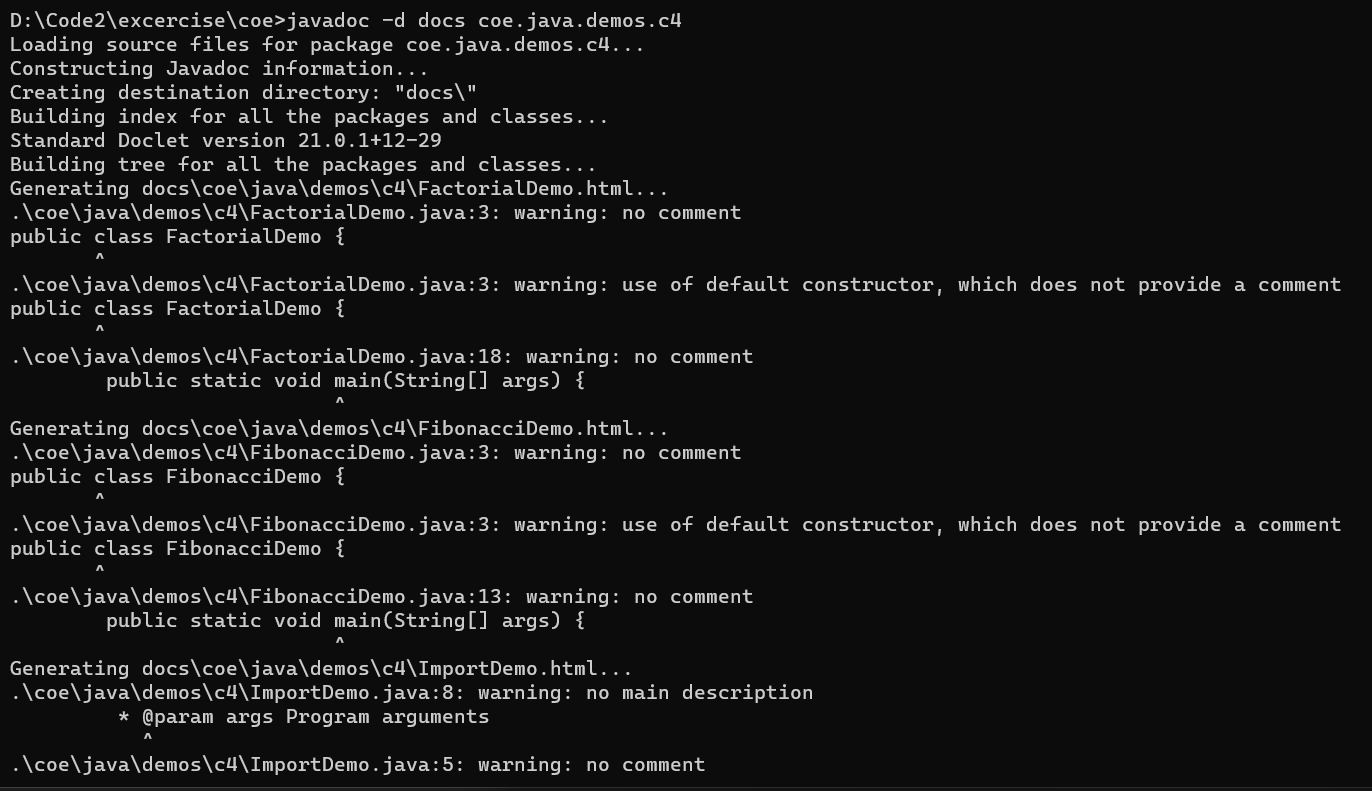 D:\Code2\excercise\coe>javadoc -d docs coe.java.demos.c4
Loading source files for package coe.java.demos.c4...
Constructing Javadoc information...
Creating destination directory: "docs\"
Building index for all the packages and classes...
Standard Doclet version 21.0.1+12-29
Building tree for all the packages and classes...
Generating docs\coe\java\demos\c4\FactorialDemo.html...
.\coe\java\demos\c4\FactorialDemo.java:3: warning: no comment
public class FactorialDemo {
       ^
.\coe\java\demos\c4\FactorialDemo.java:3: warning: use of default constructor, which does not provide a comment
public class FactorialDemo {
       ^
.\coe\java\demos\c4\FactorialDemo.java:18: warning: no comment
        public static void main(String[] args) {
                           ^
Generating docs\coe\java\demos\c4\FibonacciDemo.html...
.\coe\java\demos\c4\FibonacciDemo.java:3: warning: no comment
public class FibonacciDemo {
       ^
.\coe\java\demos\c4\FibonacciDemo.java:3: warning: use of default constructor, which does not provide a comment
public class FibonacciDemo {
       ^
.\coe\java\demos\c4\FibonacciDemo.java:13: warning: no comment
        public static void main(String[] args) {
                           ^
Generating docs\coe\java\demos\c4\ImportDemo.html...
.\coe\java\demos\c4\ImportDemo.java:8: warning: no main description
         * @param args Program arguments
           ^
.\coe\java\demos\c4\ImportDemo.java:5: warning: no comment